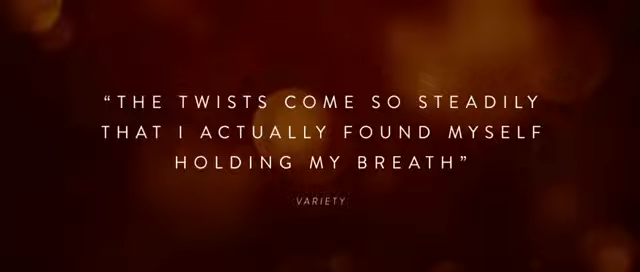 “THE TWISTS COME SO STEADILY
THAT I ACTUALLY FOUND MYSELF
HOLDING MY BREATH”
VARIETY